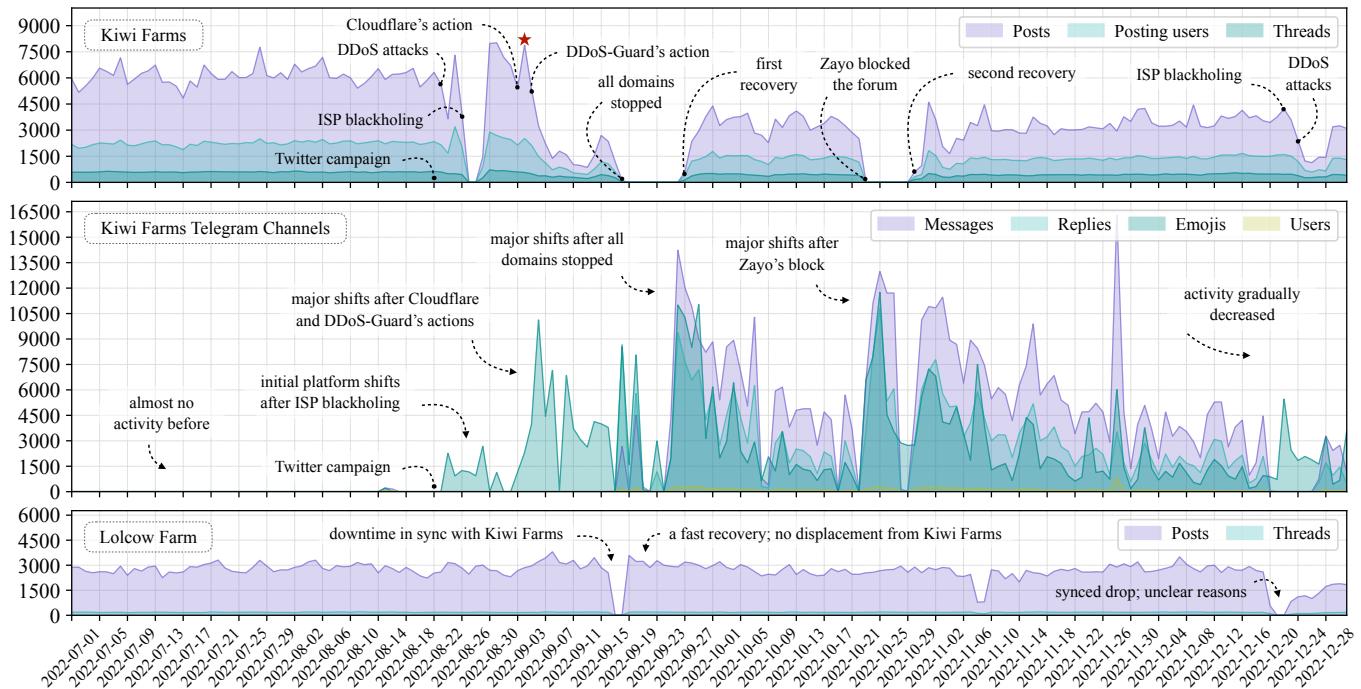 Kiwi Farms
Posts
Posting users
Threads
Cloudflare’s action
DDoS attacks
DDoS-Guard’s action
ISP blackholing
Twitter campaign
all domains
stopped
first
recovery
Zayo blocked
the forum
second recovery
ISP blackholing
DDoS
attacks
9000
7500
6000
4500
3000
1500
0
Kiwi Farms Telegram Channels
Messages
Replies
Emojis
Users
almost no
activity before
initial platform shifts
after ISP blackholing
Twitter campaign
major shifts after Cloudflare
and DDoS-Guard’s actions
major shifts after all
domains stopped
major shifts after
Zayo’s block
activity gradually
decreased
16500
15000
13500
12000
10500
9000
7500
6000
4500
3000
1500
0
Lolcow Farm
Posts
Threads
downtime in sync with Kiwi Farms
a fast recovery; no displacement from Kiwi Farms
synced drop; unclear reasons
6000
4500
3000
1500
0
2022-07-01
2022-07-05
2022-07-09
2022-07-13
2022-07-17
2022-07-21
2022-07-25
2022-07-29
2022-08-02
2022-08-06
2022-08-10
2022-08-14
2022-08-18
2022-08-22
2022-08-26
2022-08-30
2022-09-03
2022-09-07
2022-09-11
2022-09-15
2022-09-19
2022-09-23
2022-09-27
2022-10-01
2022-10-05
2022-10-09
2022-10-13
2022-10-17
2022-10-21
2022-10-25
2022-10-29
2022-11-02
2022-11-06
2022-11-10
2022-11-14
2022-11-18
2022-11-22
2022-11-26
2022-11-30
2022-12-04
2022-12-08
2022-12-12
2022-12-16
2022-12-20
2022-12-24
2022-12-28